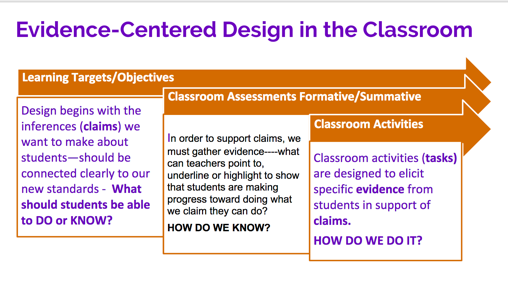 Evidence-Centered Design in the Classroom
Learning Targets/Objectives
Design begins with the
inferences (claims) we
want to make about
students—should be
connected clearly to our
new standards - What
should students be able
to DO or KNOW?
Classroom Assessments Formative/Summative
In order to support claims, we
must gather evidence----what
can teachers point to,
underline or highlight to show
that students are making
progress toward doing what
we claim they can do?
HOW DO WE KNOW?
Classroom Activities
Classroom activities (tasks)
are designed to elicit
specific evidence from
students in support of
claims.
HOW DO WE DO IT?